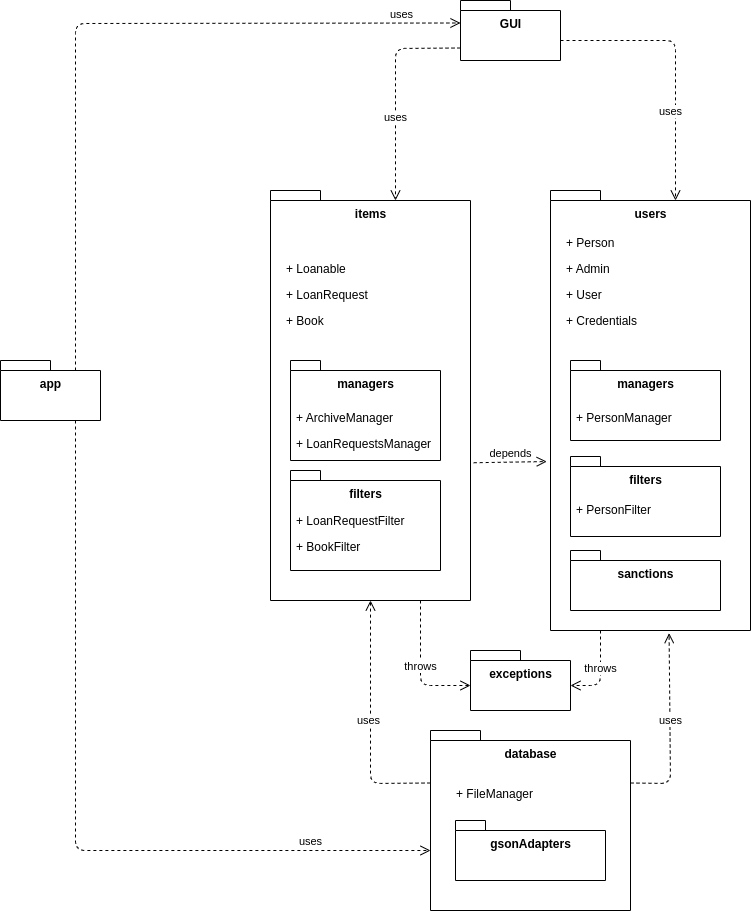 uses
GUI
uses
uses
items
+ Loanable
+ LoanRequest
+ Book
managers
+ ArchiveManager
+ LoanRequestsManager
filters
+ LoanRequestFilter
+ BookFilter
users
+ Person
+ Admin
+ User
+ Credentials
managers
+ PersonManager
filters
+ PersonFilter
sanctions
app
depends
throws
exceptions
throws
uses
uses
database
+ FileManager
gsonAdapters
uses